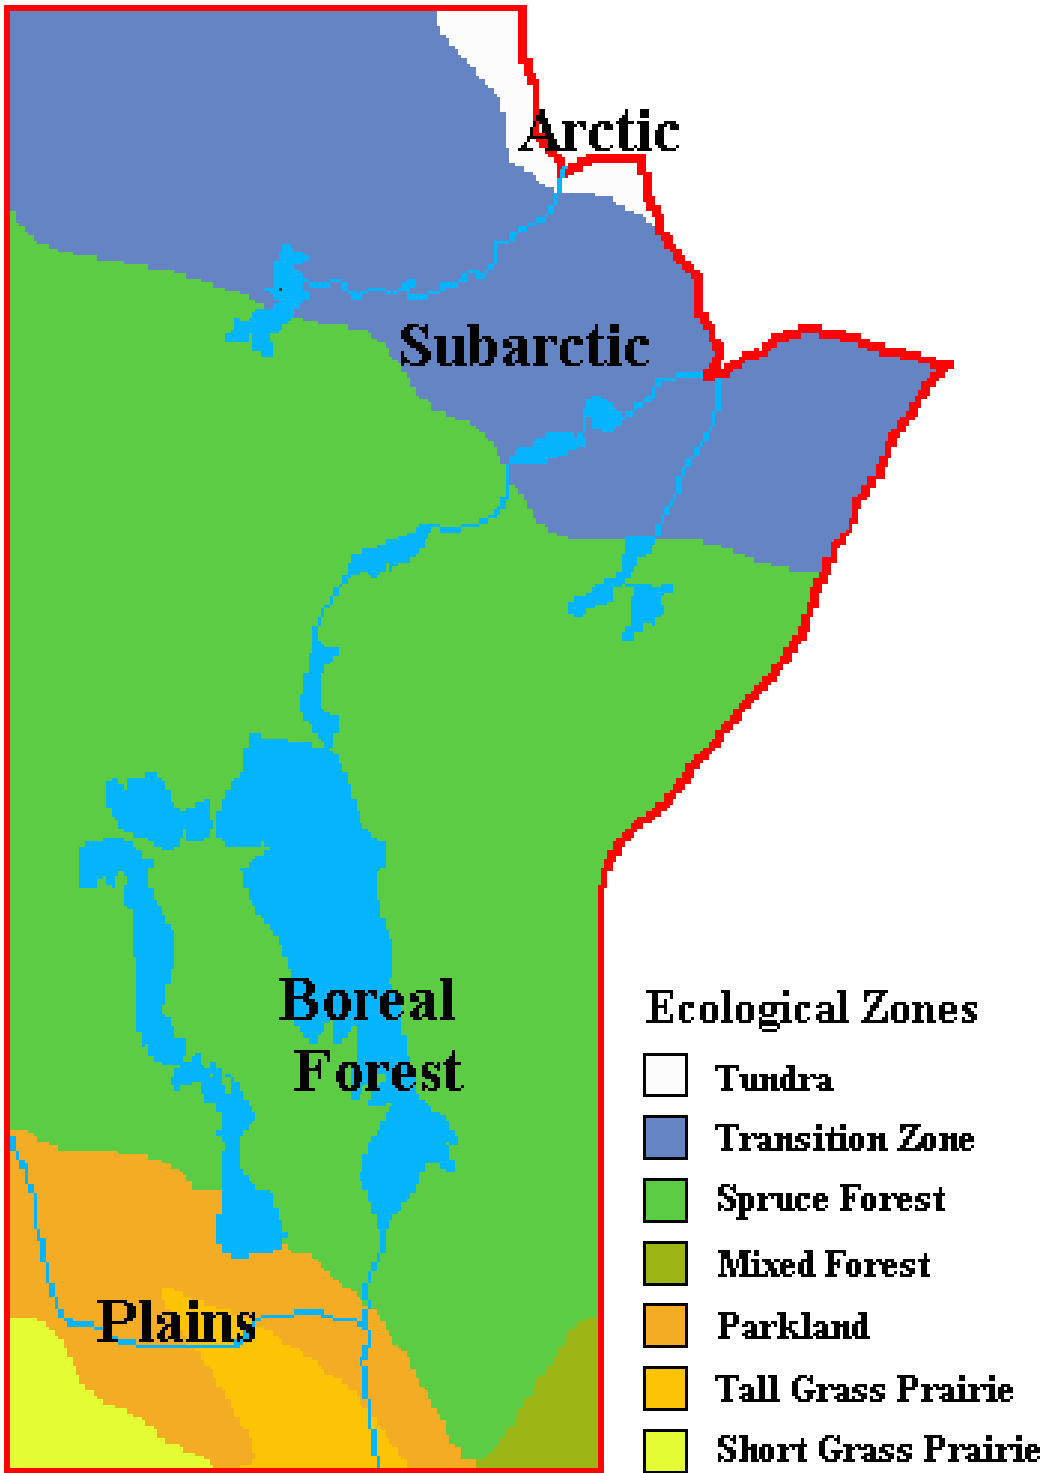 Arctic
Subarctic
Boreal
Forest
Plains
Ecological Zones
Tundra
Transition Zone
Spruce Forest
Mixed Forest
Parkland
Tall Grass Prairie
Short Grass Prairie